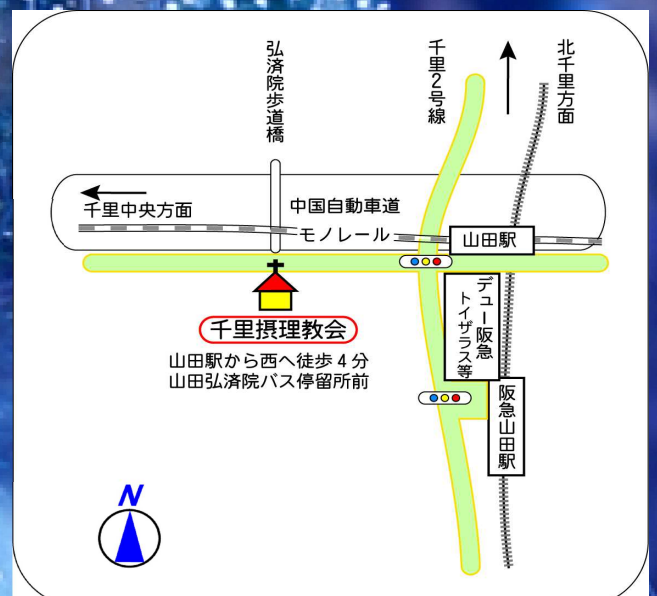 弘済院歩道橋
千里2号線
北千里方面
千里中央方面
中国自動車道
モノレール
山田駅
デュー阪急
トイザラス等
千里摂理教会
山田駅から西へ徒歩4分
山田弘済院バス停留所前
阪急山田駅
N